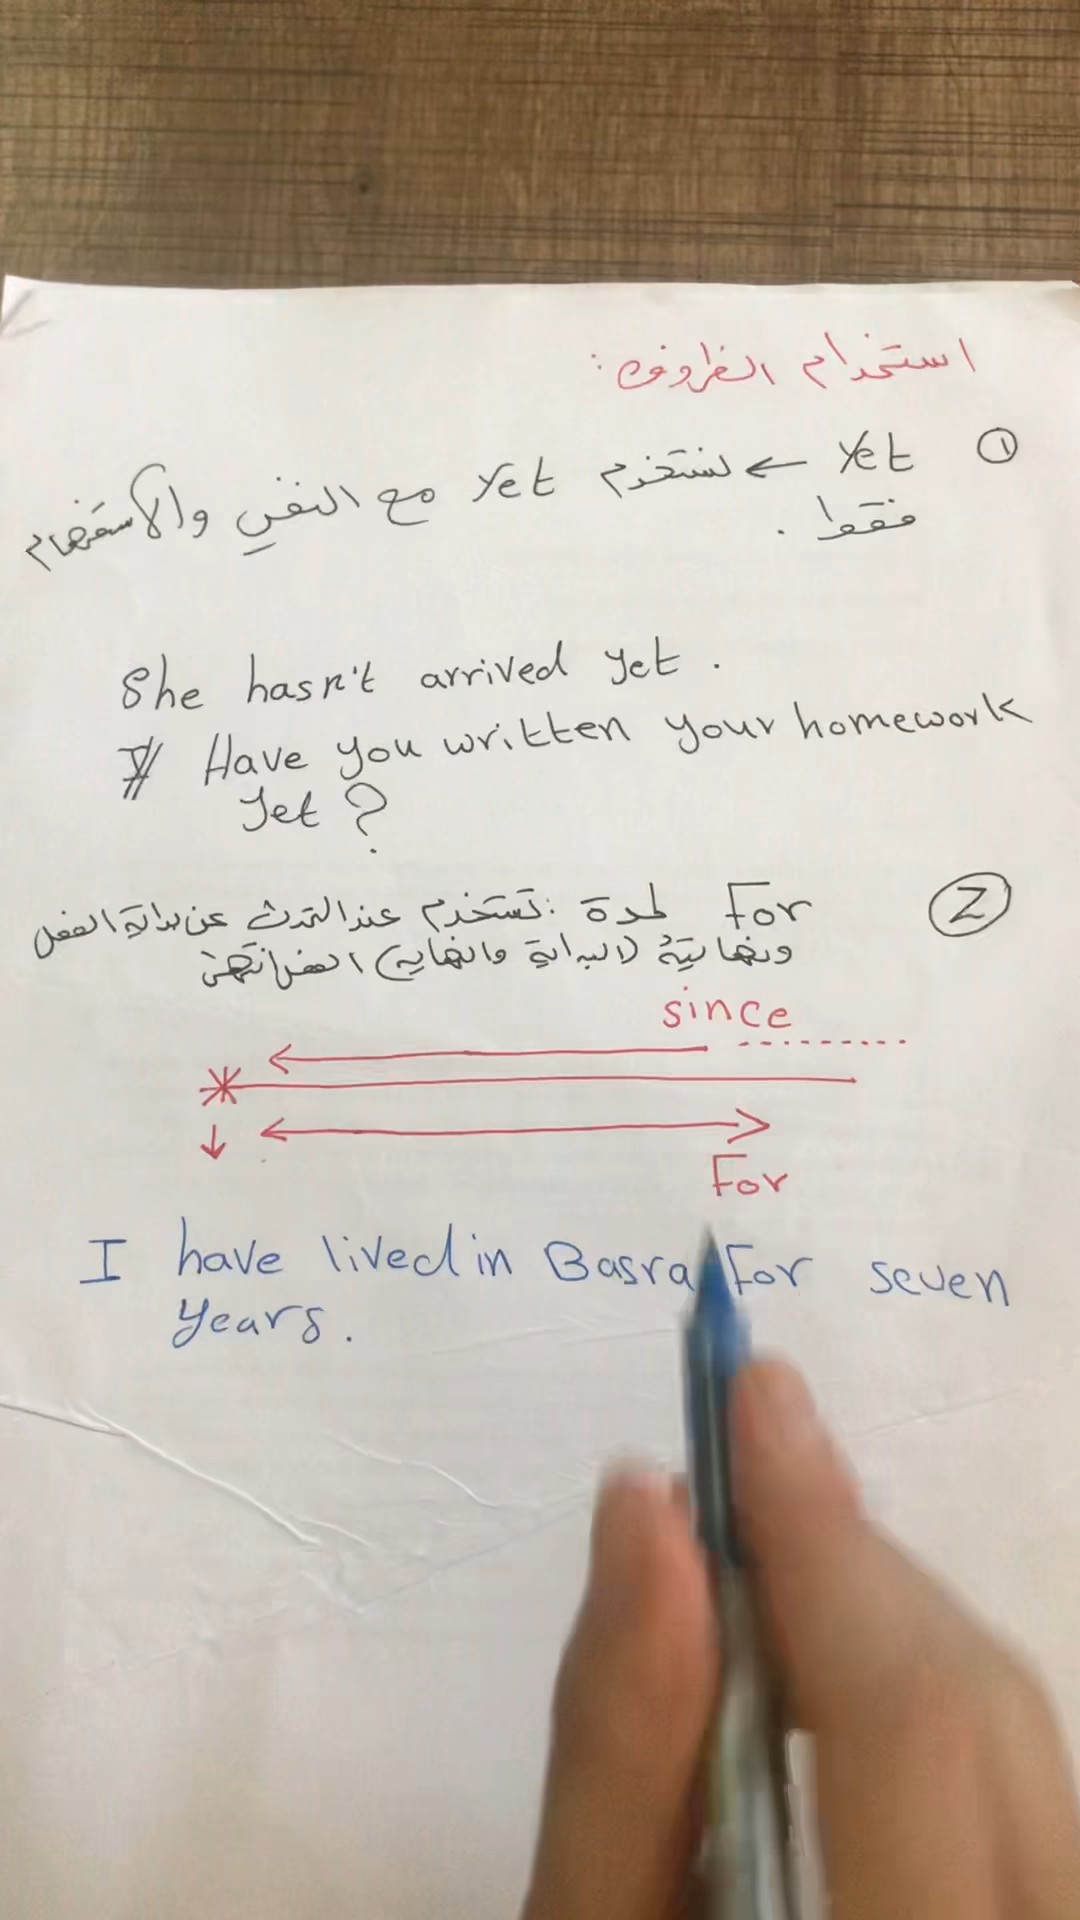 استخدام الظروف:
① Yet ← نستخدم Yet مع النفي والاستفهام
فقط .
She hasn't arrived yet .
Have you written your homework
Yet ?
② For لمدة : تستخدم عند التحدث عن بداية الفعل
ونهايتهُ (البداية والنهاية) الفعل انتهى
since
For
I have lived in Basra For seven
years.